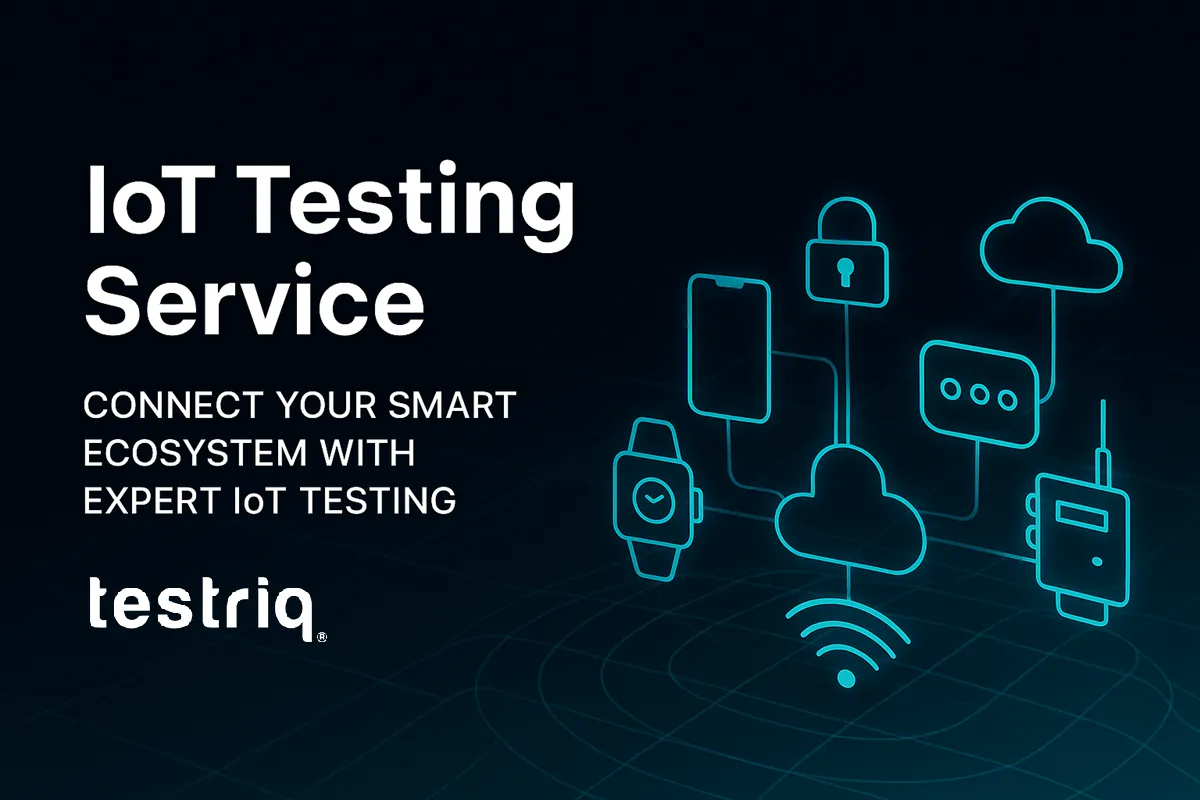 IoT Testing
Service
CONNECT YOUR SMART
ECOSYSTEM WITH
EXPERT IoT TESTING
testriq®